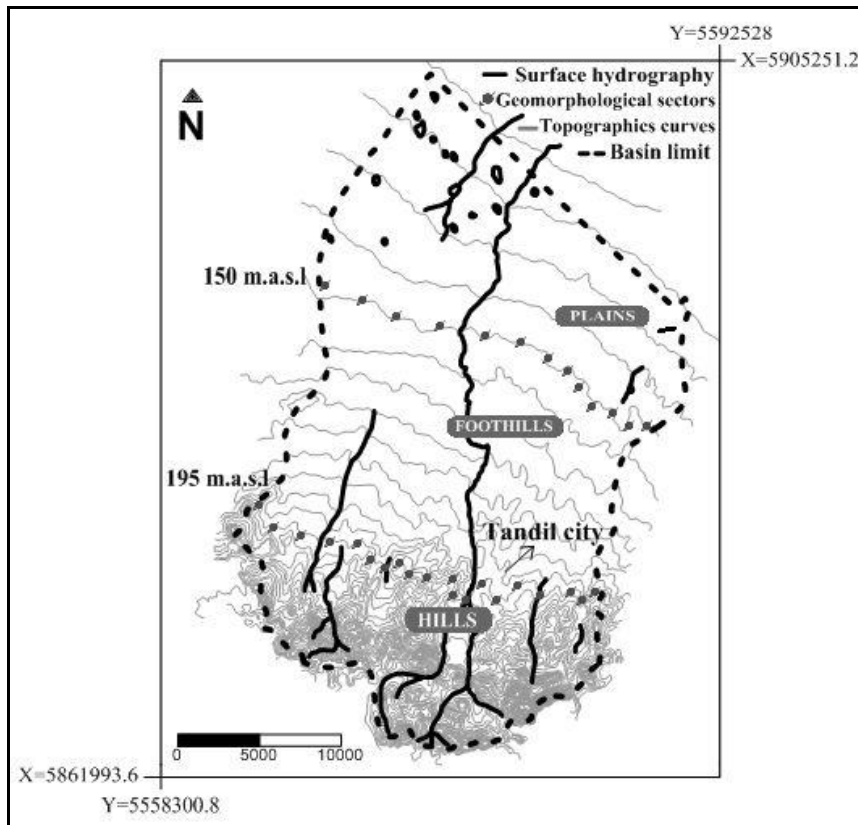 Y=5592528
X=5905251.2
Surface hydrography
Geomorphological sectors
Topographics curves
Basin limit
N
150 m.a.s.l
PLAINS
FOOTHILLS
195 m.a.s.l
Tandil city
HILLS
0 5000 10000
X=5861993.6
Y=5558300.8